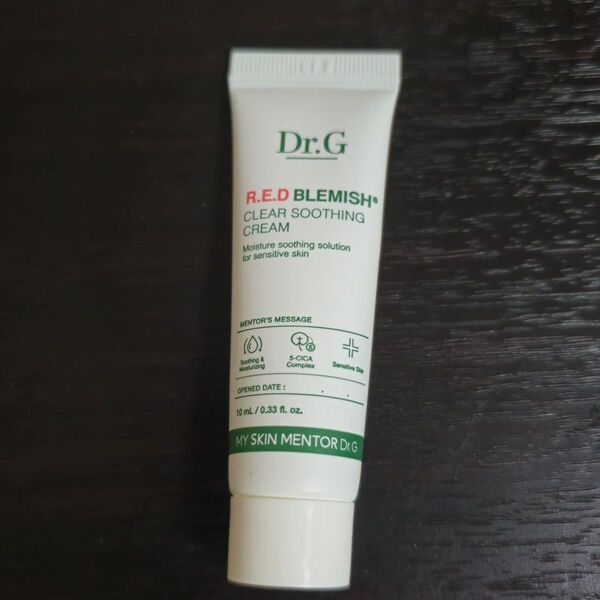 Dr.G
R.E.D BLEMISH®
CLEAR SOOTHING
CREAM
Moisture soothing solution
for sensitive skin
MENTOR'S MESSAGE
Soothing &
Moisturizing
5-CICA
Complex
Sensitive Skin
OPENED DATE : . .
10 mL / 0.33 fl. oz.
MY SKIN MENTOR Dr.G